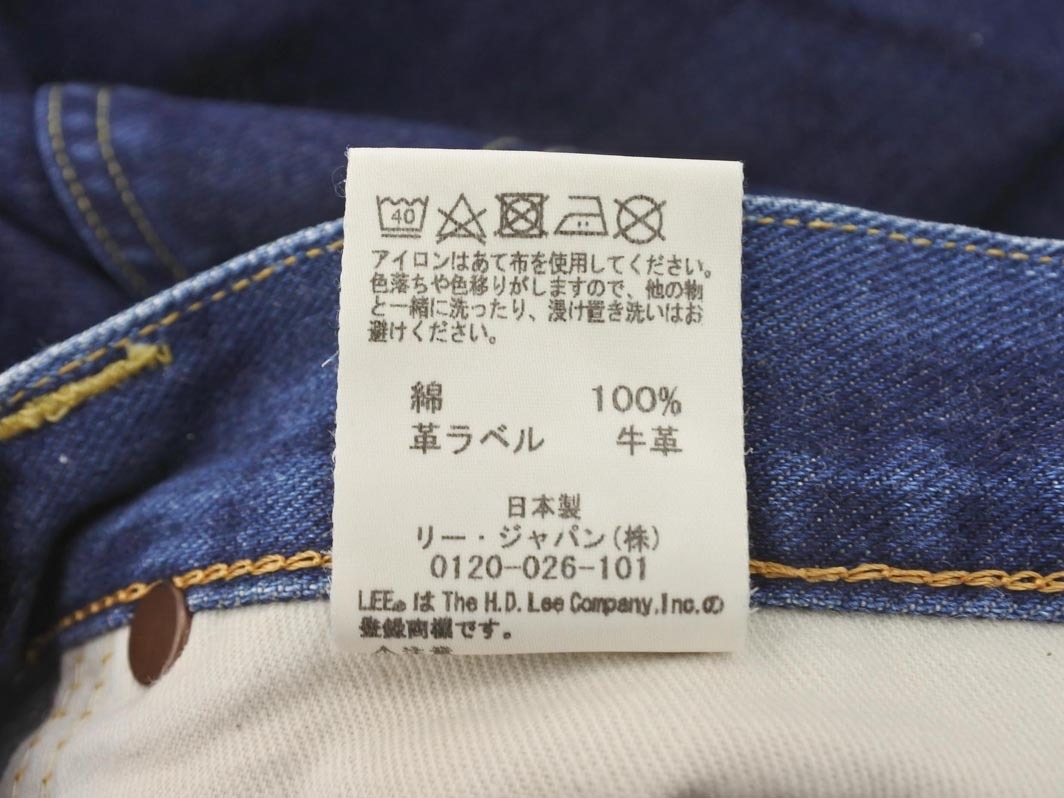 40
アイロンはあて布を使用してください。
色落ちや色移りがしますので、他の物
と一緒に洗ったり、浸け置き洗いはお
避けください。
綿 100%
革ラベル 牛革
日本製
リー・ジャパン(株)
0120-026-101
LEE® は The H.D. Lee Company, Inc.の
登録商標です。